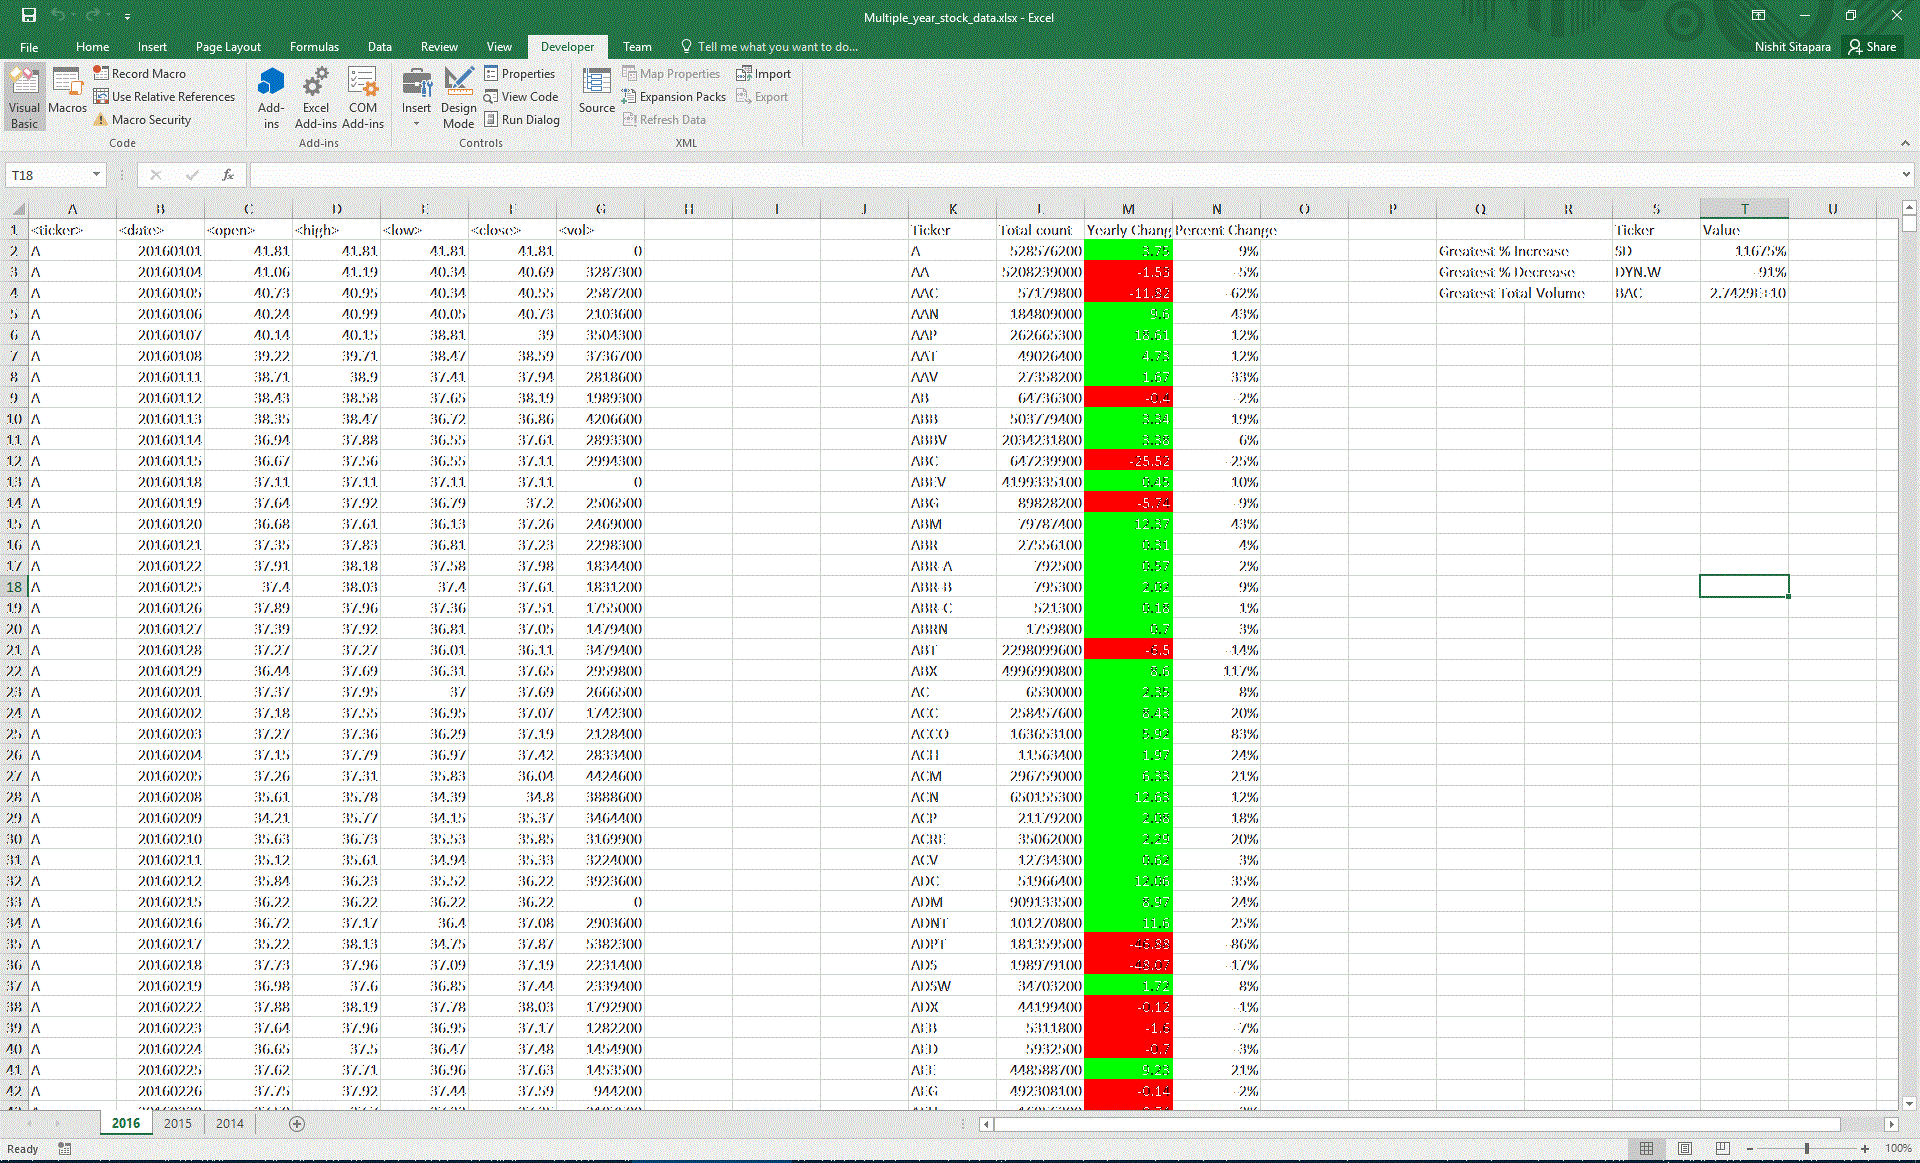 Multiple_year_stock_data.xlsx - Excel
File Home Insert Page Layout Formulas Data Review View Developer Team Tell me what you want to do... Nishit Sitapara Share
Visual Basic Macros Record Macro Use Relative References Macro Security Code
Add-ins Excel Add-ins COM Add-ins Add-ins
Insert Design Mode Properties View Code Run Dialog Controls
Source Map Properties Expansion Packs Refresh Data Import Export XML
T18 fx
A B C D E F G H I J K L M N O P Q R S T U
1 <ticker> <date> <open> <high> <low> <close> <vol> Ticker Total count Yearly Chang Percent Change Ticker Value
2 A 20160101 41.81 41.81 41.81 41.81 0 A 528576200 3.75 9% Greatest % Increase SD 11675%
3 A 20160104 41.06 41.19 40.34 40.69 3287300 AA 5208239000 -1.53 -5% Greatest % Decrease DYN.W -91%
4 A 20160105 40.73 40.95 40.34 40.55 2587200 AAC 57179800 -11.82 -62% Greatest Total Volume BAC 2.7429E+10
5 A 20160106 40.24 40.99 40.05 40.73 2103600 AAN 184809000 9.6 43%
6 A 20160107 40.14 40.15 38.81 39 3504300 AAP 262665300 18.61 12%
7 A 20160108 39.22 39.71 38.47 38.59 3736700 AAT 49026400 4.73 12%
8 A 20160111 38.71 38.9 37.41 37.94 2818600 AAV 27358200 1.67 33%
9 A 20160112 38.43 38.58 37.65 38.19 1989300 AB 64736300 -0.4 -2%
10 A 20160113 38.35 38.47 36.72 36.86 4206600 ABB 503779400 3.34 19%
11 A 20160114 36.94 37.88 36.55 37.61 2893300 ABBV 2034231800 3.38 6%
12 A 20160115 36.67 37.56 36.55 37.11 2994300 ABC 647239900 -25.52 -25%
13 A 20160118 37.11 37.11 37.11 37.11 0 ABEV 4199335100 0.45 10%
14 A 20160119 37.64 37.92 36.79 37.2 2506500 ABG 89828200 -5.74 -9%
15 A 20160120 36.68 37.61 36.13 37.26 2469000 ABM 79787400 12.37 43%
16 A 20160121 37.35 37.83 36.81 37.23 2298300 ABR 27556100 0.31 4%
17 A 20160122 37.91 38.18 37.58 37.98 1834400 ABR-A 792500 0.57 2%
18 A 20160125 37.4 38.03 37.4 37.61 1831200 ABR-B 795300 9%
19 A 20160126 37.89 37.96 37.36 37.51 1755000 ABR-C 521300 0.18 1%
20 A 20160127 37.39 37.92 36.81 37.05 1479400 ABRN 1759800 0.7 3%
21 A 20160128 37.27 37.27 36.01 36.11 3479400 ABT 2298099600 -6.5 -14%
22 A 20160129 36.44 37.69 36.31 37.65 2959800 ABX 4996990800 8.6 117%
23 A 20160201 37.37 37.95 37 37.69 2666500 AC 6530000 2.35 8%
24 A 20160202 37.18 37.55 36.95 37.07 1742300 ACC 258457600 8.43 20%
25 A 20160203 37.27 37.36 36.29 37.19 2128400 ACCO 163653100 5.92 83%
26 A 20160204 37.15 37.79 36.97 37.42 2833400 ACH 11563400 1.97 24%
27 A 20160205 37.26 37.31 35.83 36.04 4424600 ACM 296759000 6.33 21%
28 A 20160208 35.61 35.78 34.39 34.8 3888600 ACN 650155300 12.63 12%
29 A 20160209 34.21 35.77 34.15 35.37 3464400 ACP 21179200 2.08 18%
30 A 20160210 35.63 36.73 35.53 35.85 3169900 ACRE 35062000 2.29 20%
31 A 20160211 35.12 35.61 34.94 35.33 3224000 ACV 12734300 0.62 3%
32 A 20160212 35.84 36.23 35.52 36.22 3923600 ADC 51966400 12.06 35%
33 A 20160215 36.22 36.22 36.22 36.22 0 ADM 909133500 8.97 24%
34 A 20160216 36.72 37.17 36.4 37.08 2903600 ADNT 101270800 11.6 25%
35 A 20160217 35.22 38.13 34.75 37.87 5382300 ADPT 181359500 -86%
36 A 20160218 37.73 37.96 37.09 37.19 2231400 ADS 198979100 -48.07 -17%
37 A 20160219 36.98 37.6 36.85 37.44 2339400 ADSW 34703200 1.72 8%
38 A 20160222 37.88 38.19 37.78 38.03 1792900 ADX 44199400 -0.12 -1%
39 A 20160223 37.64 37.96 36.95 37.17 1282200 AEB 5311800 -1.6 -7%
40 A 20160224 36.65 37.5 36.47 37.48 1454900 AED 5932500 -0.7 -3%
41 A 20160225 37.62 37.71 36.96 37.63 1453500 AEE 448588700 9.23 21%
42 A 20160226 37.75 37.92 37.44 37.59 944200 AEG 492308100 -0.14 -2%
2016 2015 2014
Ready 100%